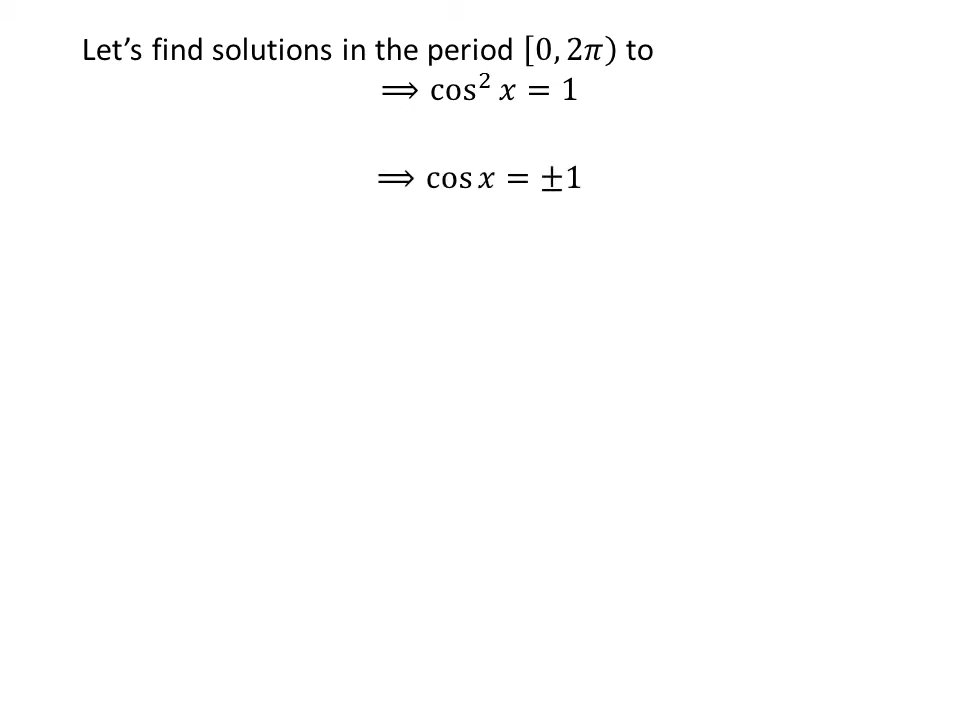 Let’s find solutions in the period [0, 2π) to
⟹ cos² x = 1
⟹ cos x = ±1